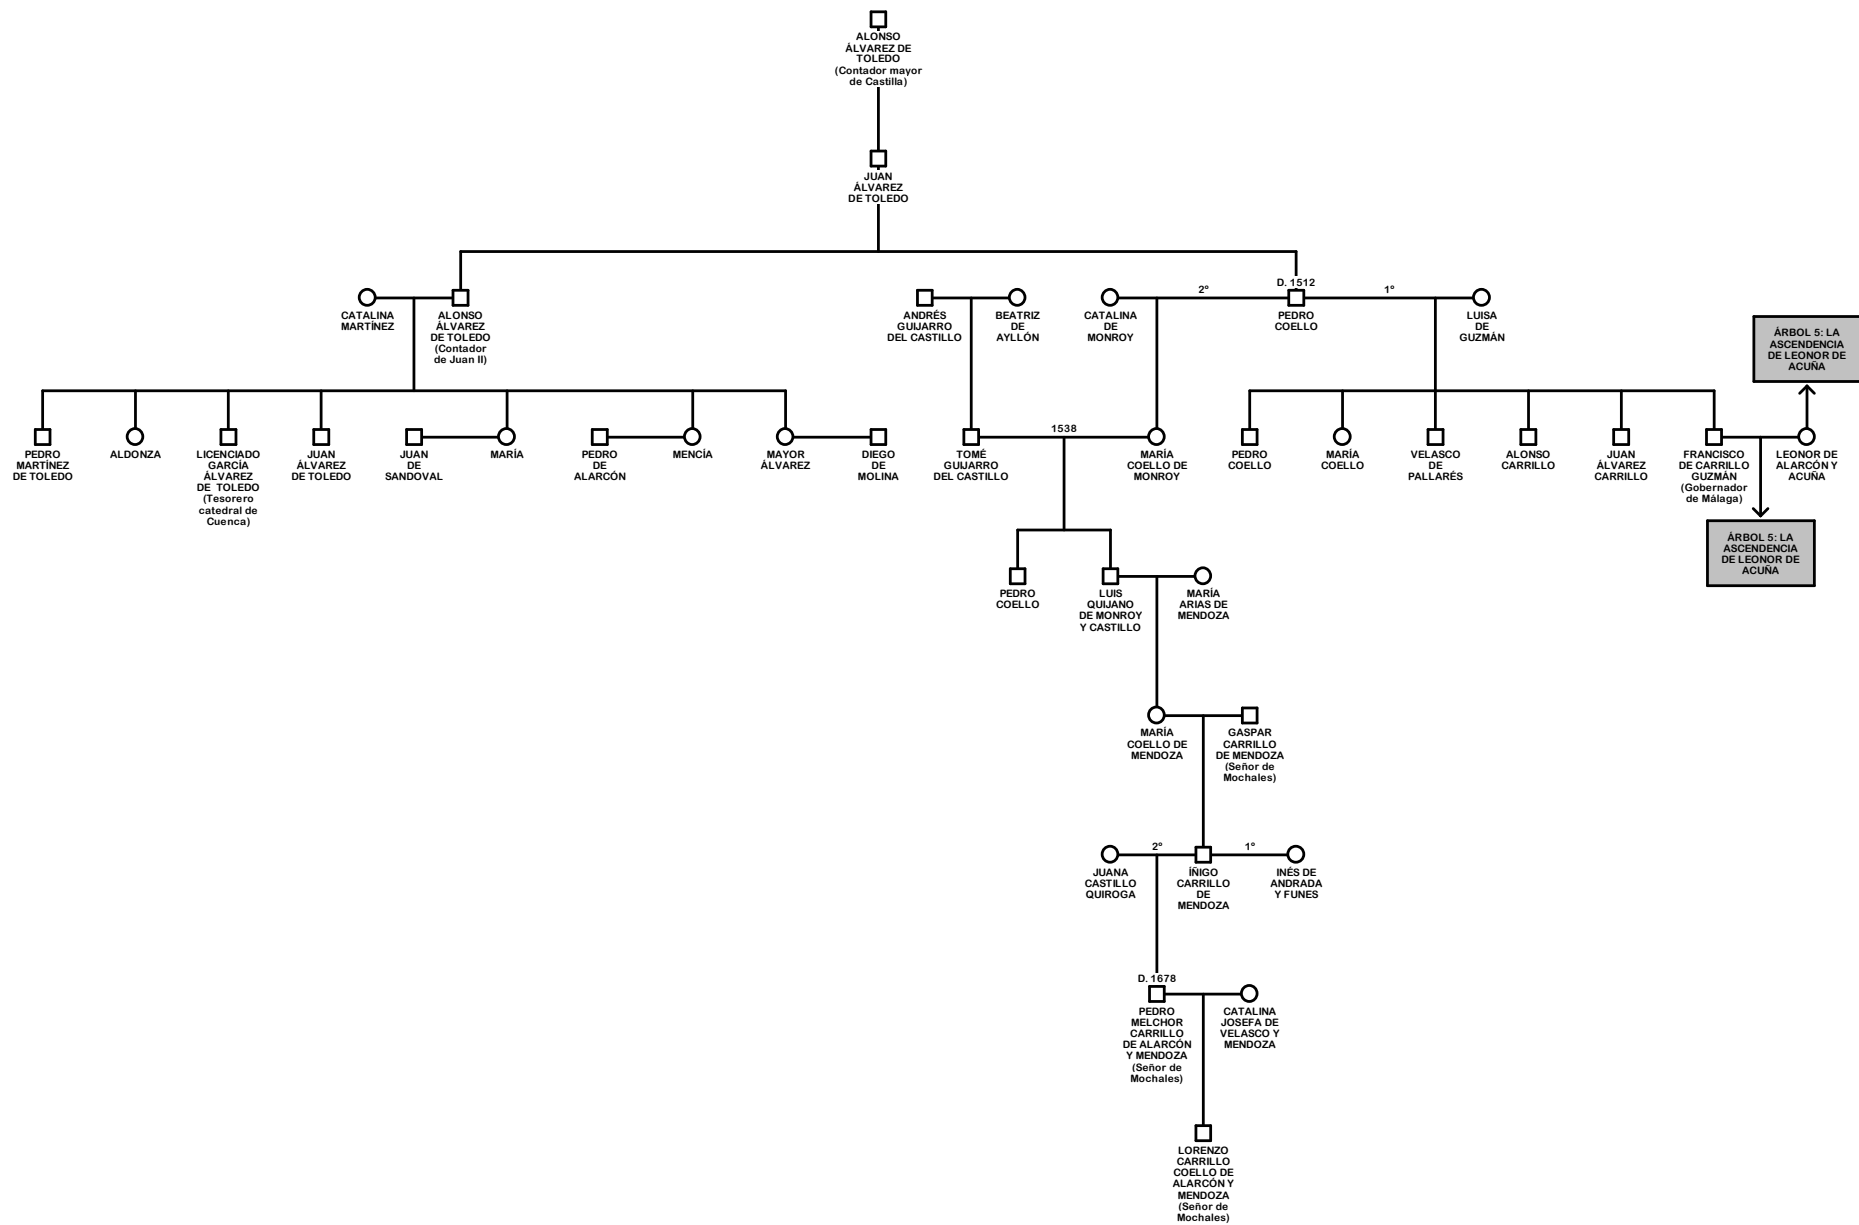 ALONSO
ÁLVAREZ DE
TOLEDO
(Contador mayor
de Castilla)
JUAN
ÁLVAREZ
DE TOLEDO
CATALINA
MARTÍNEZ
ALONSO
ÁLVAREZ
DE TOLEDO
(Contador
de Juan II)
ANDRÉS
GUIJARRO
DEL CASTILLO
BEATRIZ
DE
AYLLÓN
CATALINA
DE
MONROY
2º
D. 1512
PEDRO
COELLO
1º
LUISA
DE
GUZMÁN
ÁRBOL 5: LA
ASCENDENCIA
DE LEONOR DE
ACUÑA
PEDRO
MARTÍNEZ
DE TOLEDO
ALDONZA
LICENCIADO
GARCÍA
ÁLVAREZ
DE TOLEDO
(Tesorero
catedral de
Cuenca)
JUAN
ÁLVAREZ
DE TOLEDO
JUAN
DE
SANDOVAL
MARÍA
PEDRO
DE
ALARCÓN
MENCÍA
MAYOR
ÁLVAREZ
DIEGO
DE
MOLINA
TOMÉ
GUIJARRO
DEL CASTILLO
1538
MARÍA
COELLO DE
MONROY
PEDRO
COELLO
MARÍA
COELLO
VELASCO
DE
PALLARÉS
ALONSO
CARRILLO
JUAN
ÁLVAREZ
CARRILLO
FRANCISCO
DE CARRILLO
GUZMÁN
(Gobernador
de Málaga)
LEONOR DE
ALARCÓN Y
ACUÑA
ÁRBOL 5: LA
ASCENDENCIA
DE LEONOR DE
ACUÑA
PEDRO
COELLO
LUIS
QUIJANO
DE MONROY
Y CASTILLO
MARÍA
ARIAS DE
MENDOZA
MARÍA
COELLO DE
MENDOZA
GASPAR
CARRILLO
DE MENDOZA
(Señor de
Mochales)
JUANA
CASTILLO
QUIROGA
2º
ÍÑIGO
CARRILLO
DE
MENDOZA
1º
INÉS DE
ANDRADA
Y FUNES
D. 1678
PEDRO
MELCHOR
CARRILLO
DE ALARCÓN
Y MENDOZA
(Señor de
Mochales)
CATALINA
JOSEFA DE
VELASCO Y
MENDOZA
LORENZO
CARRILLO
COELLO DE
ALARCÓN Y
MENDOZA
(Señor de
Mochales)